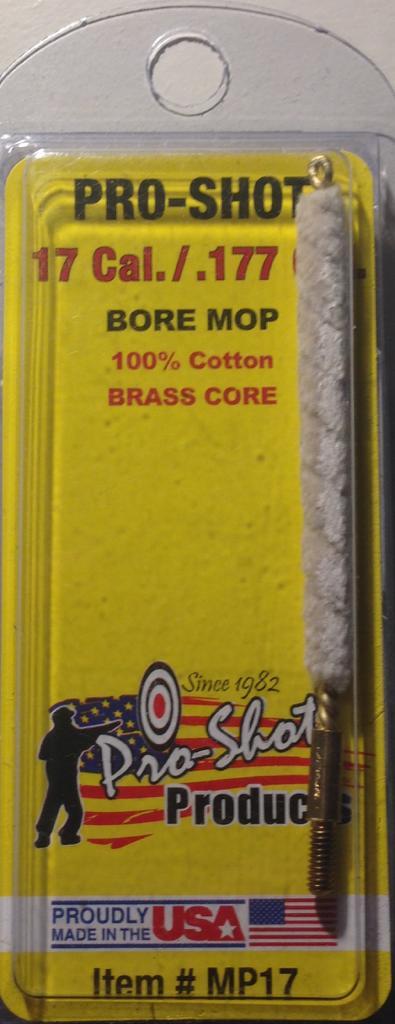 PRO-SHOT
17 Cal./.177
BORE MOP
100% Cotton
BRASS CORE
Since 1982
Pro-Shot
Products
PROUDLY
MADE IN THE
USA
Item # MP17